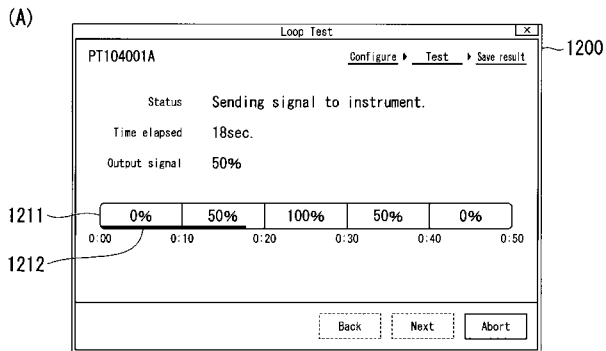 (A)
Loop Test
×
1200
PT104001A
Configure ▶ Test ▶ Save result
Status Sending signal to instrument.
Time elapsed 18sec.
Output signal 50%
1211
0% 50% 100% 50% 0%
0:00 0:10 0:20 0:30 0:40 0:50
1212
Back Next Abort